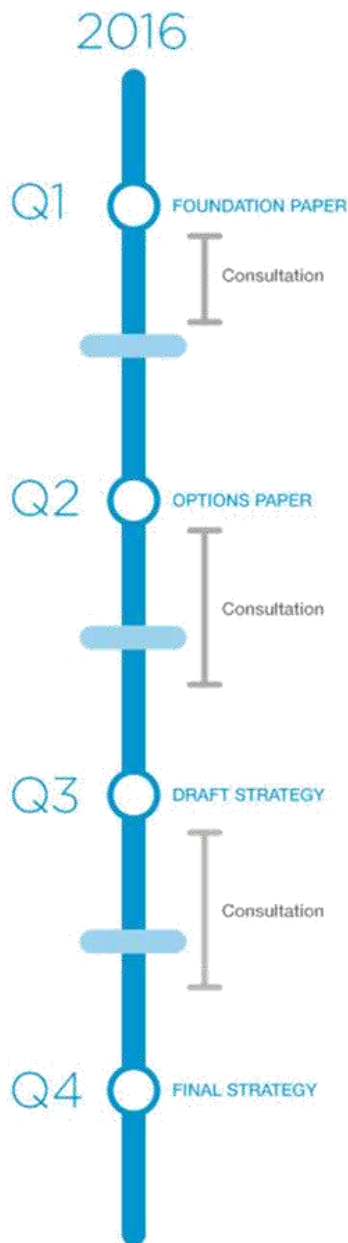 2016
Q1
FOUNDATION PAPER
Consultation
Q2
OPTIONS PAPER
Consultation
Q3
DRAFT STRATEGY
Consultation
Q4
FINAL STRATEGY